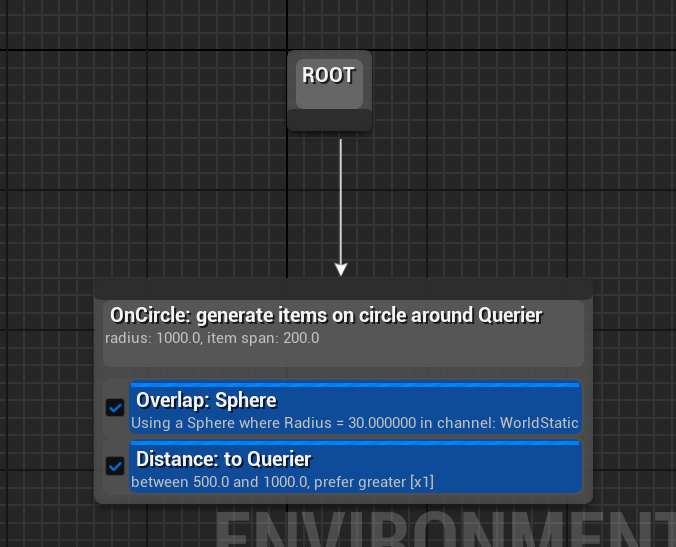 ROOT
OnCircle: generate items on circle around Querier
radius: 1000.0, item span: 200.0
Overlap: Sphere
Using a Sphere where Radius = 30.000000 in channel: WorldStatic
Distance: to Querier
between 500.0 and 1000.0, prefer greater [x1]
ENVIRONMENT